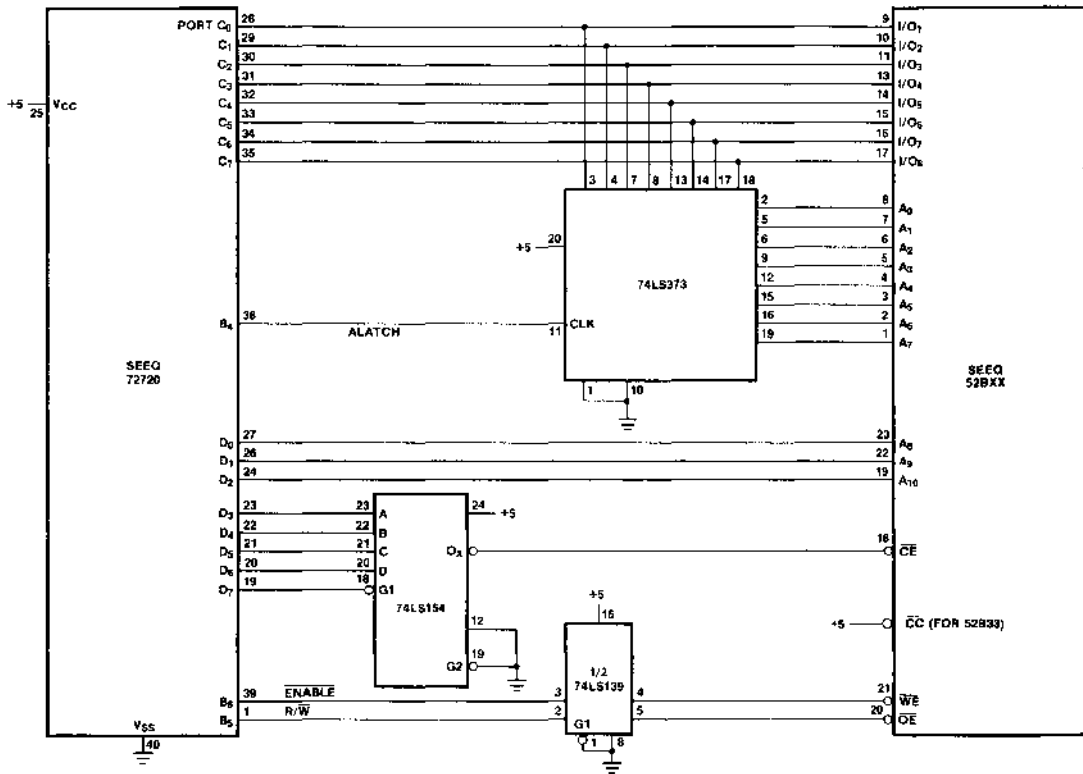 PORT C0 28 9 I/O1
C1 29 10 I/O2
C2 30 11 I/O3
C3 31 13 I/O4
+5 25 VCC C4 32 14 I/O5
C5 33 15 I/O6
C6 34 16 I/O7
C7 35 17 I/O8
3 4 7 8 13 14 17 18
2 8 A0
5 7 A1
+5 20 6 6 A2
9 5 A3
74LS373 12 4 A4
15 3 A5
B4 38 ALATCH 11 CLK 16 2 A6
19 1 A7
SEEQ
72720
SEEQ
52BXX
1 10
D0 27 23 A8
D1 26 22 A9
D2 24 19 A10
D3 23 23 A 24 +5
D4 22 22 B
D5 21 21 C OX 18 CE
D6 20 20 D
D7 19 18 G1
74LS154
12
19 G2
+5 16
+5 CC (FOR 52B33)
1/2
74LS139
B6 39 ENABLE 3 4 21 WE
B5 1 R/W 2 5 20 OE
G1
1 8
VSS
40